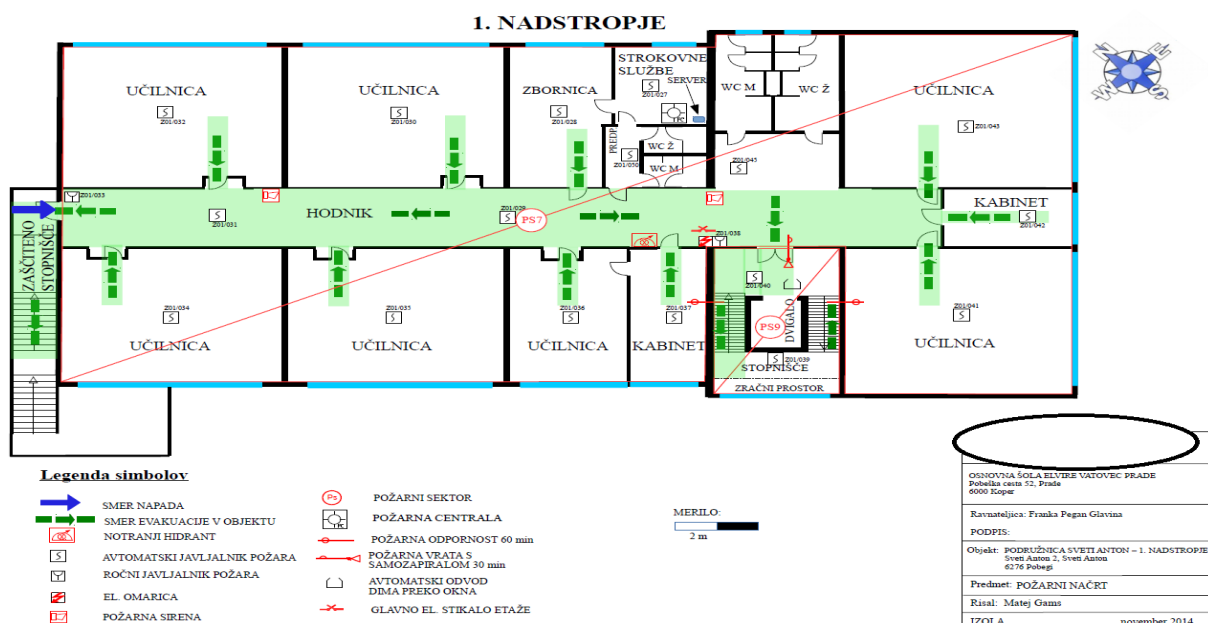 1. NADSTROPJE
UČILNICA
Z01/032
UČILNICA
Z01/030
ZBORNICA
Z01/028
STROKOVNE
SLUŽBE
Z01/027
SERVER
WC M
WC Ž
UČILNICA
Z01/043
PREDP.
WC Ž
WC M
Z01/045
Z01/033
HODNIK
Z01/031
Z01/029
PS7
Z01/038
KABINET
Z01/042
ZAŠČITENO
STOPNIŠČE
Z01/034
UČILNICA
Z01/035
UČILNICA
Z01/036
UČILNICA
Z01/037
KABINET
Z01/040
DVIGALO
PS9
Z01/039
STOPNIŠČE
ZRAČNI PROSTOR
Z01/041
UČILNICA
Legenda simbolov
SMER NAPADA
SMER EVAKUACIJE V OBJEKTU
NOTRANJI HIDRANT
AVTOMATSKI JAVLJALNIK POŽARA
ROČNI JAVLJALNIK POŽARA
EL. OMARICA
POŽARNA SIRENA
Ps
POŽARNI SEKTOR
POŽARNA CENTRALA
POŽARNA ODPORNOST 60 min
POŽARNA VRATA S
SAMOZAPIRALOM 30 min
AVTOMATSKI ODVOD
DIMA PREKO OKNA
GLAVNO EL. STIKALO ETAŽE
MERILO:
2 m
OSNOVNA ŠOLA ELVIRE VATOVEC PRADE
Pobeška cesta 52, Prade
6000 Koper
Ravnateljica: Franka Pegan Glavina
PODPIS:
Objekt: PODRUŽNICA SVETI ANTON – 1. NADSTROPJE
Sveti Anton 2, Sveti Anton
6276 Pobegi
Predmet: POŽARNI NAČRT
Risal: Matej Gams
IZOLA, november 2014